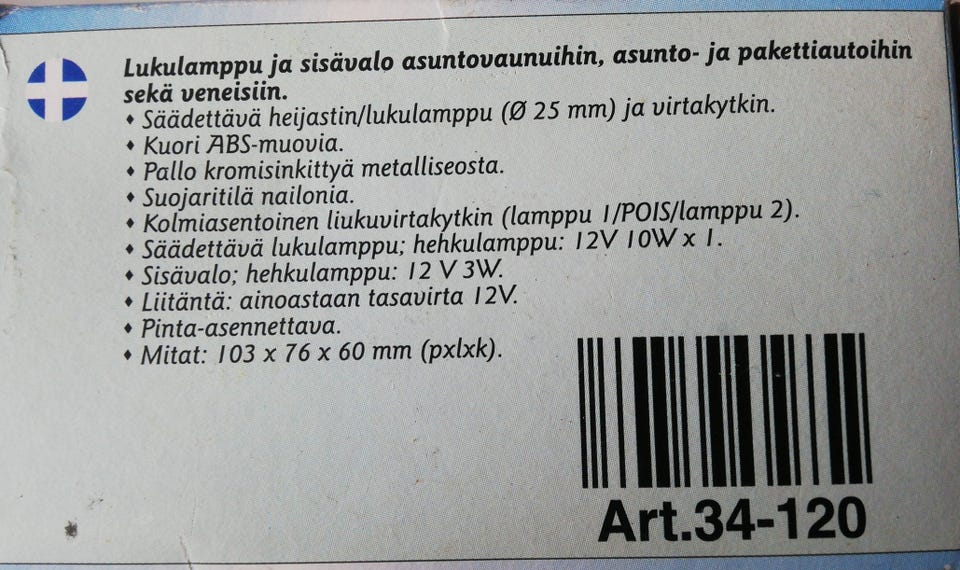 Lukulamppu ja sisävalo asuntovaunuihin, asunto- ja pakettiautoihin
sekä veneisiin.
♦ Säädettävä heijastin/lukulamppu (Ø 25 mm) ja virtakytkin.
♦ Kuori ABS-muovia.
♦ Pallo kromisinkittyä metalliseosta.
♦ Suojaritilä nailonia.
♦ Kolmiasentoinen liukuvirtakytkin (lamppu 1/POIS/lamppu 2).
♦ Säädettävä lukulamppu; hehkulamppu: 12V 10W x 1.
♦ Sisävalo; hehkulamppu: 12 V 3W.
♦ Liitäntä: ainoastaan tasavirta 12V.
♦ Pinta-asennettava.
♦ Mitat: 103 x 76 x 60 mm (pxlxk).
Art.34-120